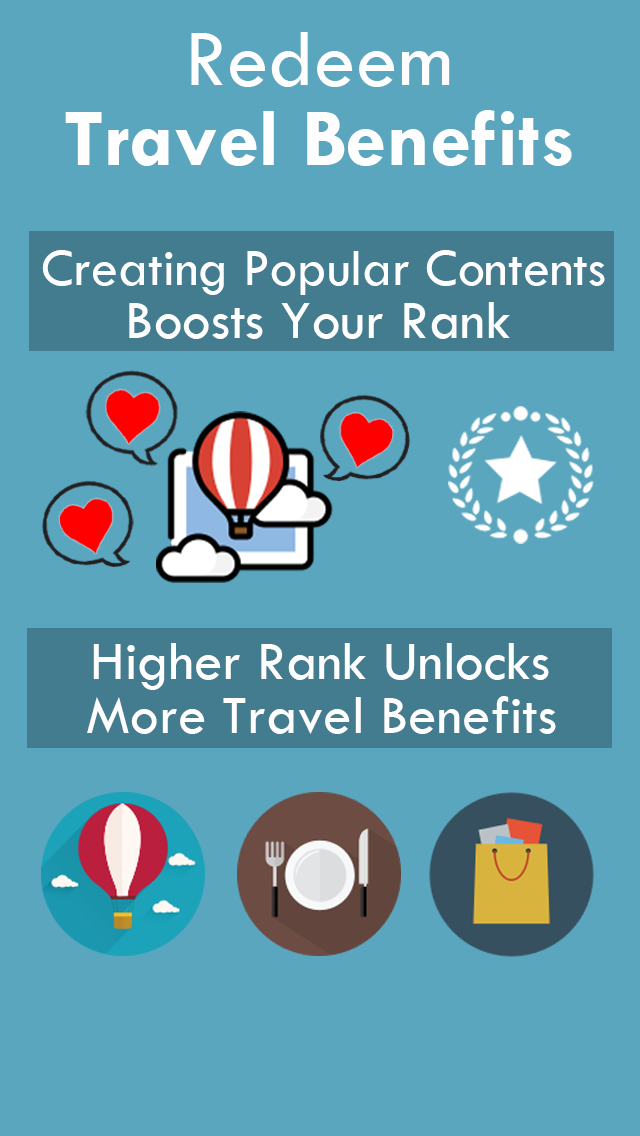 Redeem
Travel Benefits
Creating Popular Contents
Boosts Your Rank
Higher Rank Unlocks
More Travel Benefits